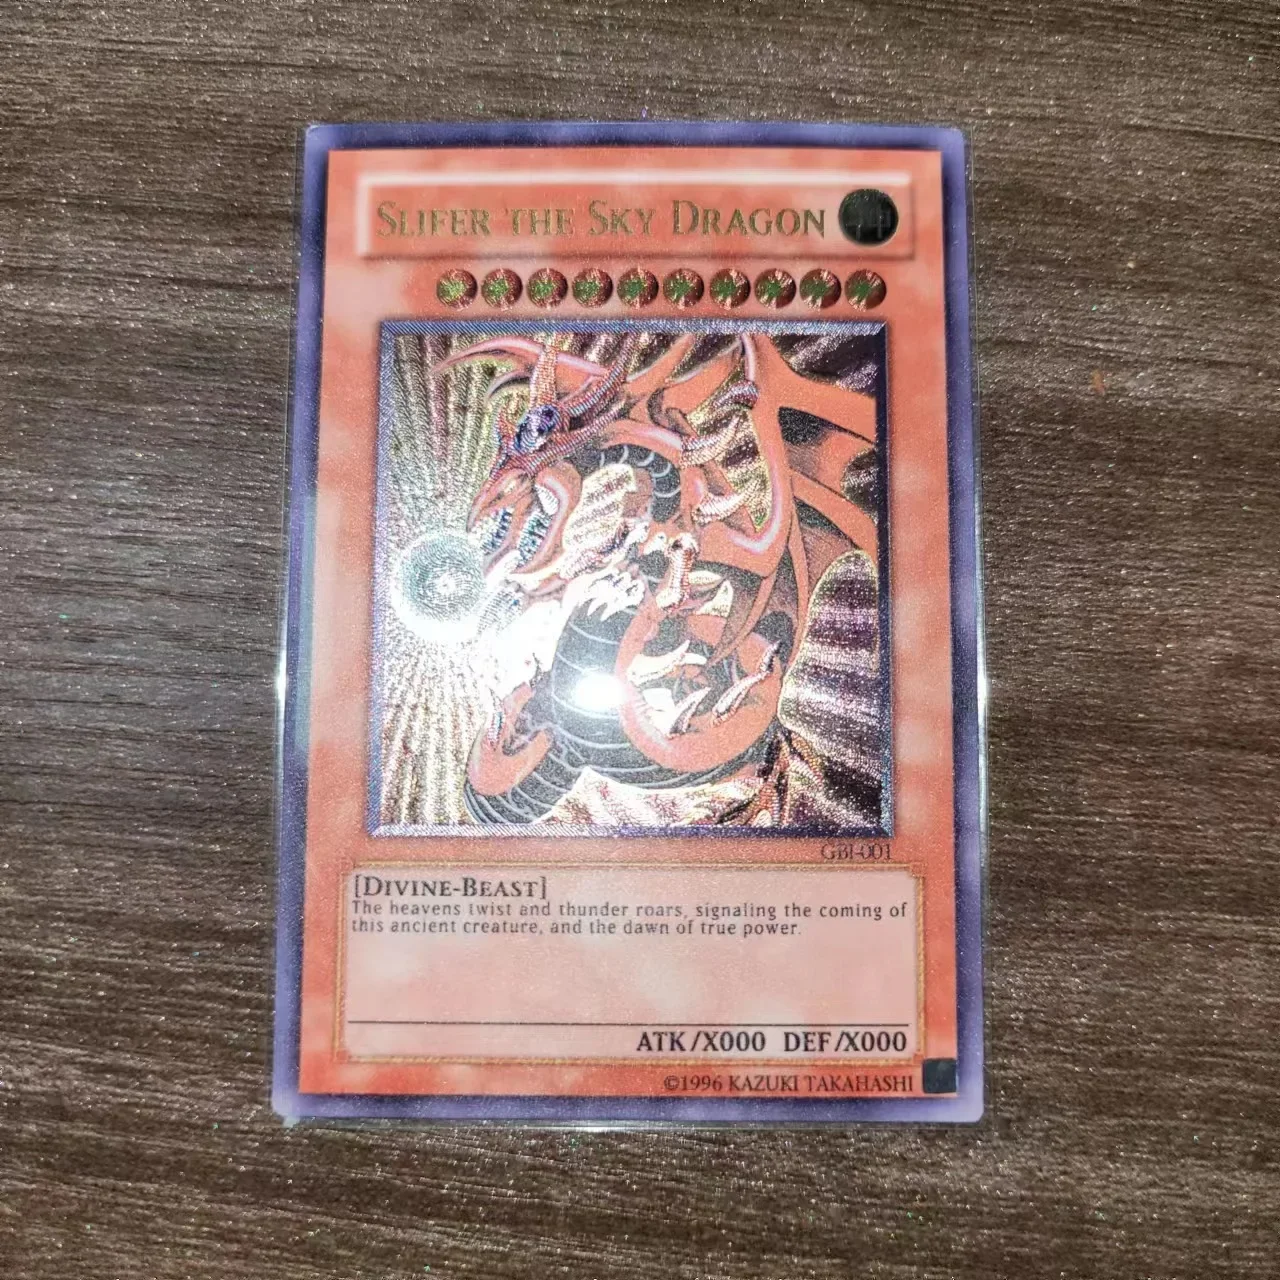 SLIFER THE SKY DRAGON
GBI-001
[DIVINE-BEAST]
The heavens twist and thunder roars, signaling the coming of
this ancient creature, and the dawn of true power.
ATK/X000 DEF/X000
©1996 KAZUKI TAKAHASHI